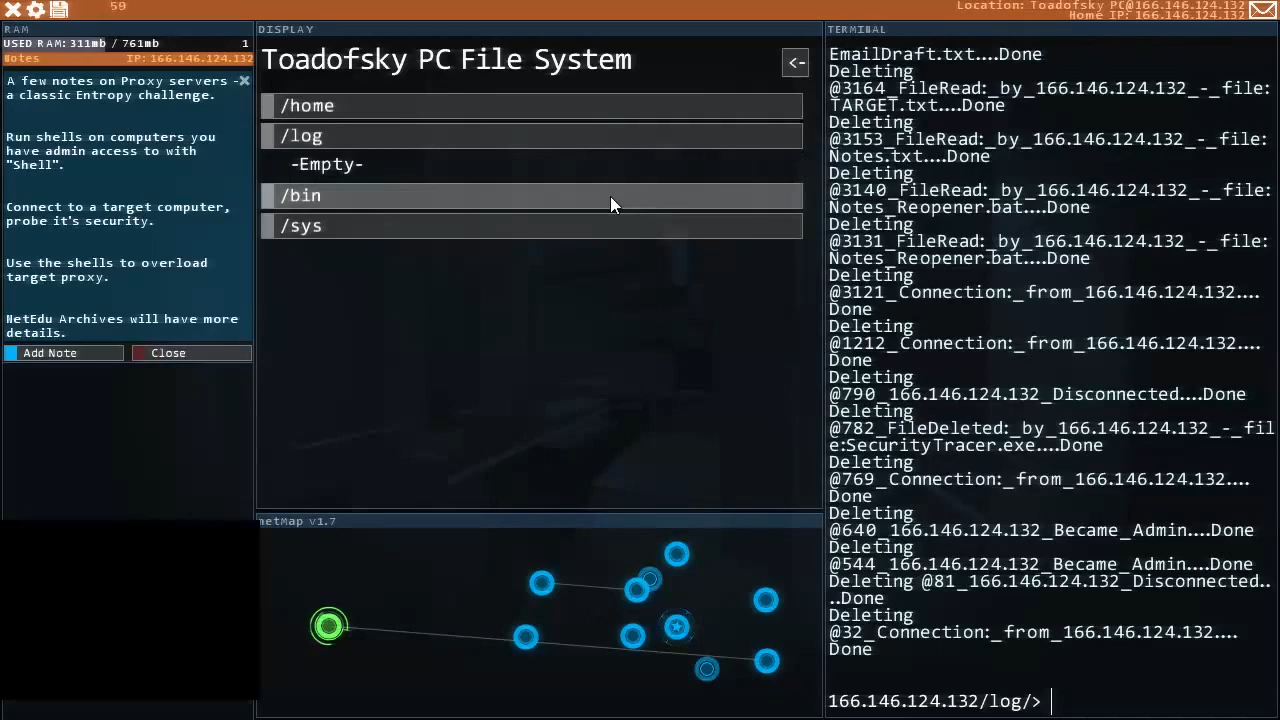 59
Location: Toadofsky PC@166.146.124.132
Home IP: 166.146.124.132
RAM
USED RAM: 311mb / 761mb 1
Notes IP: 166.146.124.132
A few notes on Proxy servers -
a classic Entropy challenge.
Run shells on computers you
have admin access to with
"Shell".
Connect to a target computer,
probe it's security.
Use the shells to overload
target proxy.
NetEdu Archives will have more
details.
Add Note Close
DISPLAY
Toadofsky PC File System
<-
/home
/log
-Empty-
/bin
/sys
netMap v1.7
TERMINAL
EmailDraft.txt....Done
Deleting
@3164_FileRead:_by_166.146.124.132_-_file:
TARGET.txt....Done
Deleting
@3153_FileRead:_by_166.146.124.132_-_file:
Notes.txt....Done
Deleting
@3140_FileRead:_by_166.146.124.132_-_file:
Notes_Reopener.bat....Done
Deleting
@3131_FileRead:_by_166.146.124.132_-_file:
Notes_Reopener.bat....Done
Deleting
@3121_Connection:_from_166.146.124.132....
Done
Deleting
@1212_Connection:_from_166.146.124.132....
Done
Deleting
@790_166.146.124.132_Disconnected....Done
Deleting
@782_FileDeleted:_by_166.146.124.132_-_fil
e:SecurityTracer.exe....Done
Deleting
@769_Connection:_from_166.146.124.132....
Done
Deleting
@640_166.146.124.132_Became_Admin....Done
Deleting
@544_166.146.124.132_Became_Admin....Done
Deleting @81_166.146.124.132_Disconnected..
..Done
Deleting
@32_Connection:_from_166.146.124.132....
Done
166.146.124.132/log/>